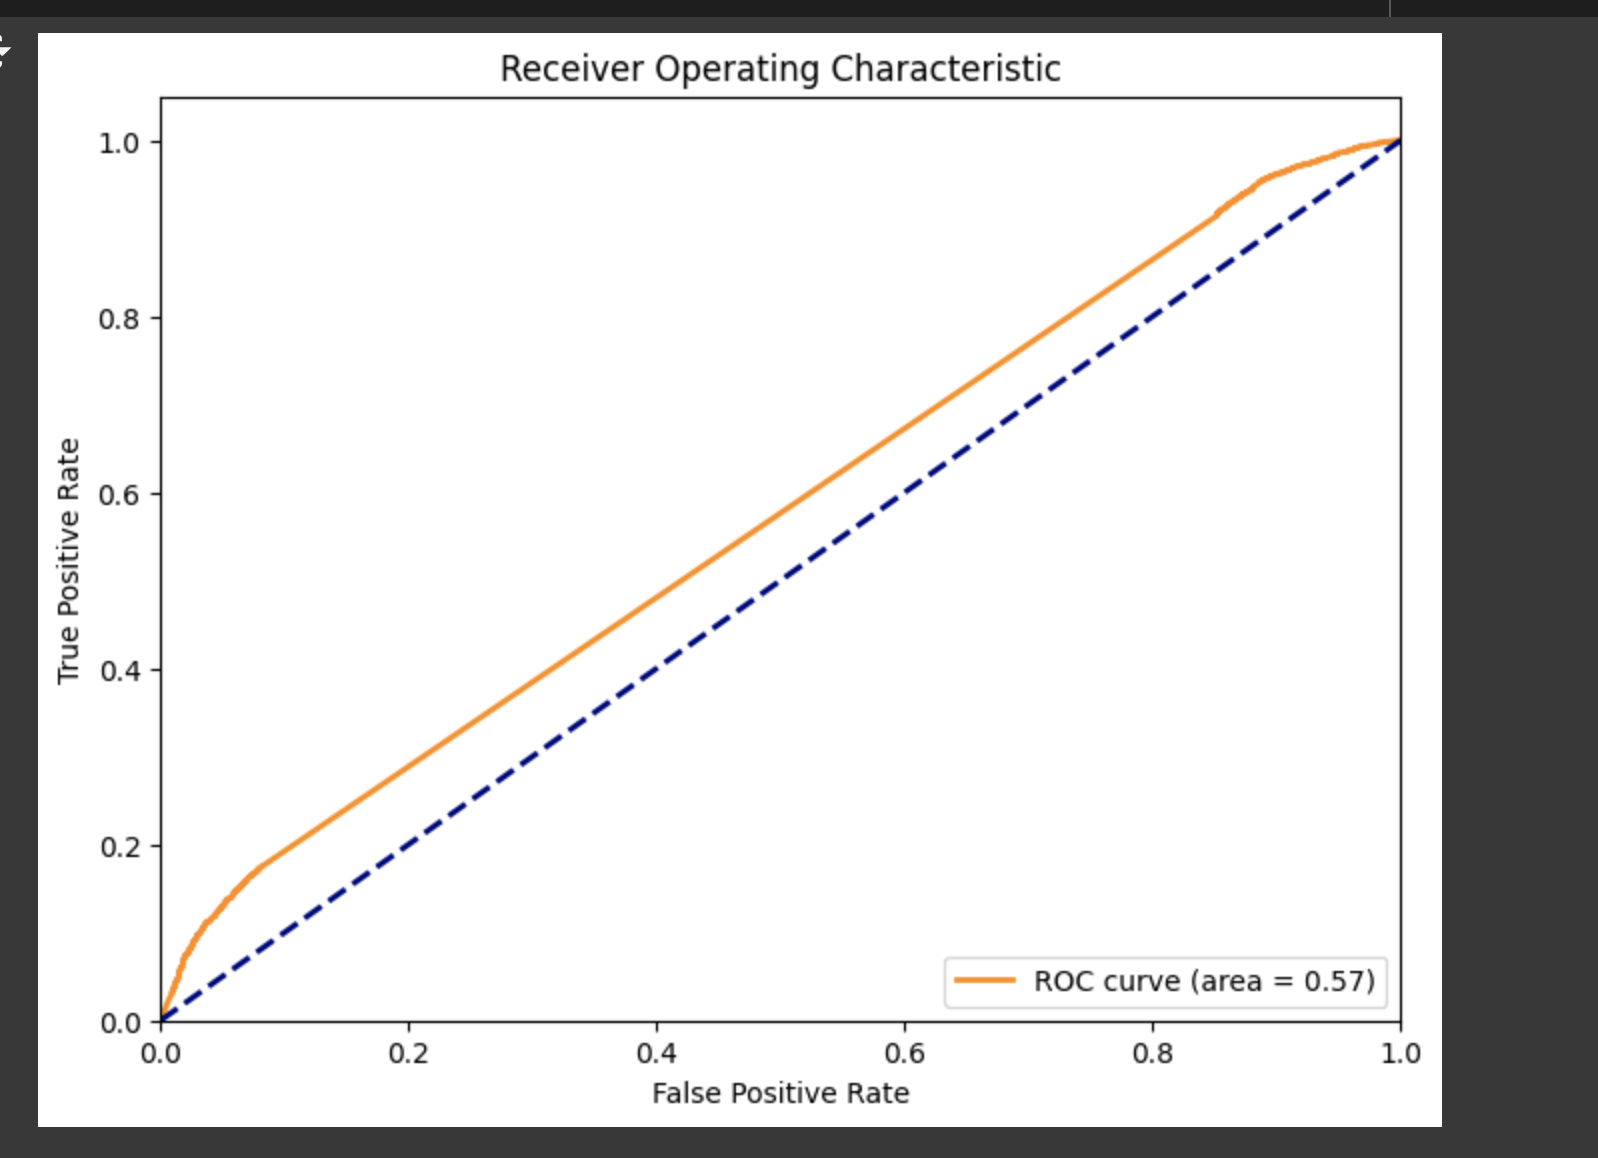 Receiver Operating Characteristic
1.0
0.8
0.6
0.4
0.2
0.0
True Positive Rate
0.0 0.2 0.4 0.6 0.8 1.0
False Positive Rate
ROC curve (area = 0.57)